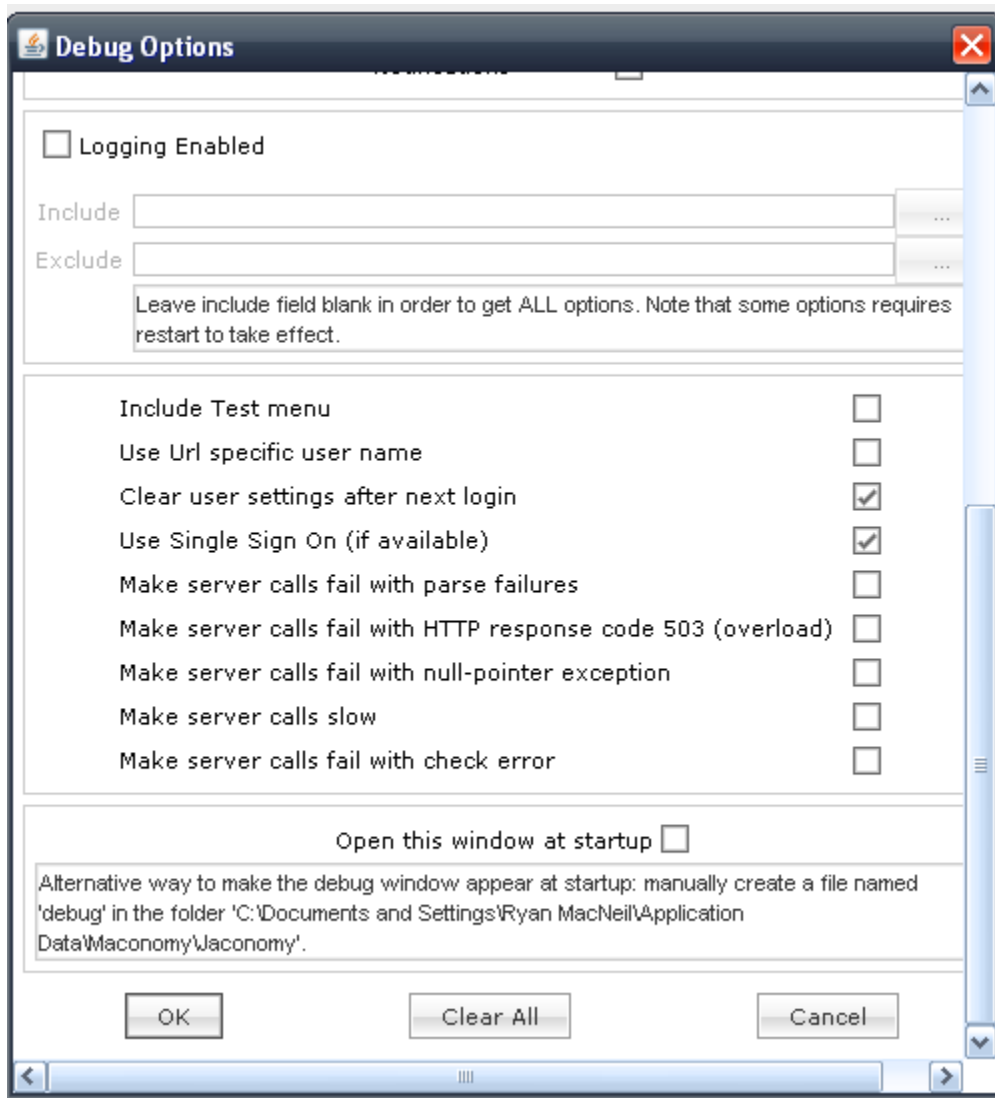 Debug Options
Logging Enabled
Include
...
Exclude
...
Leave include field blank in order to get ALL options. Note that some options requires
restart to take effect.
Include Test menu
Use Url specific user name
Clear user settings after next login
Use Single Sign On (if available)
Make server calls fail with parse failures
Make server calls fail with HTTP response code 503 (overload)
Make server calls fail with null-pointer exception
Make server calls slow
Make server calls fail with check error
Open this window at startup
Alternative way to make the debug window appear at startup: manually create a file named
'debug' in the folder 'C:\Documents and Settings\Ryan MacNeil\Application
Data\Maconomy\Jaconomy'.
OK
Clear All
Cancel